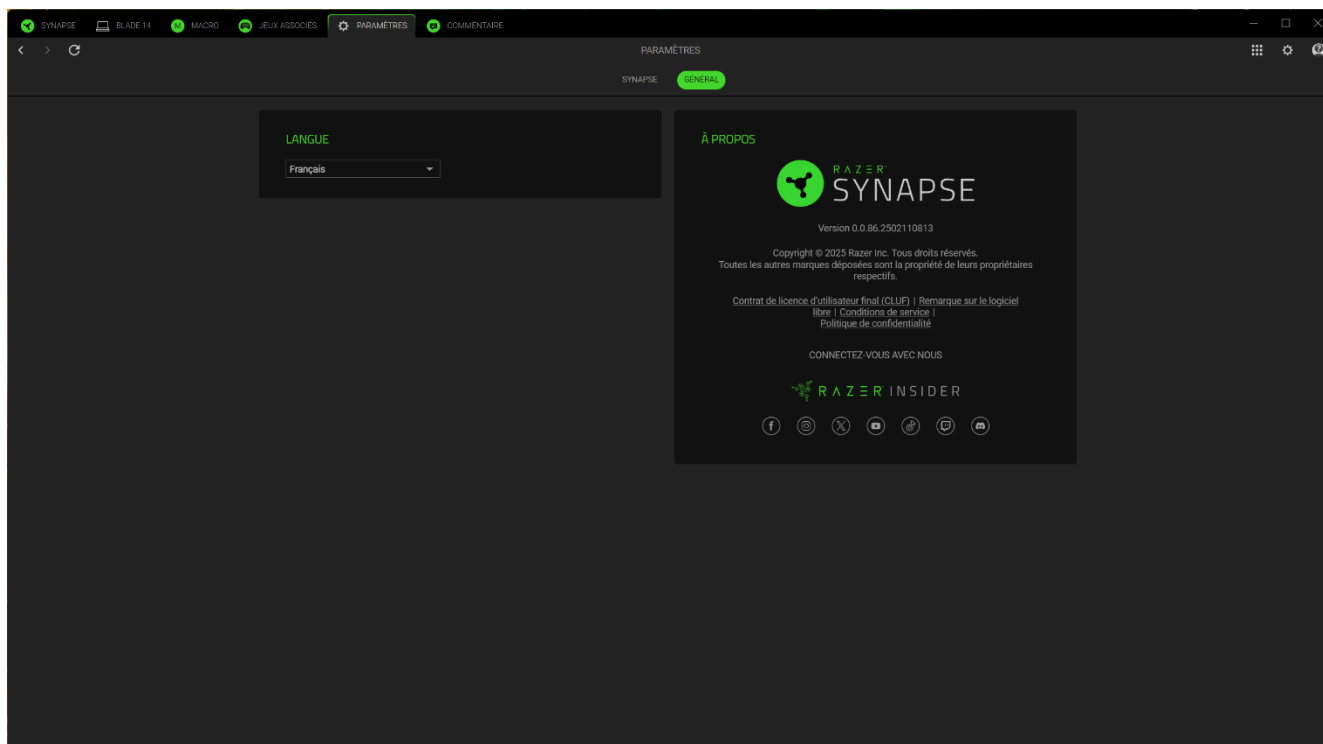 SYNAPSE BLADE 14 M MACRO JEUX ASSOCIÉS PARAMÈTRES COMMENTAIRE
PARAMÈTRES
SYNAPSE GÉNÉRAL
LANGUE
Français
À PROPOS
RAZER
SYNAPSE
Version 0.0.86.2502110813
Copyright © 2025 Razer Inc. Tous droits réservés.
Toutes les autres marques déposées sont la propriété de leurs propriétaires
respectifs.
Contrat de licence d'utilisateur final (CLUF) | Remarque sur le logiciel
libre | Conditions de service |
Politique de confidentialité
CONNECTEZ-VOUS AVEC NOUS
RAZER INSIDER